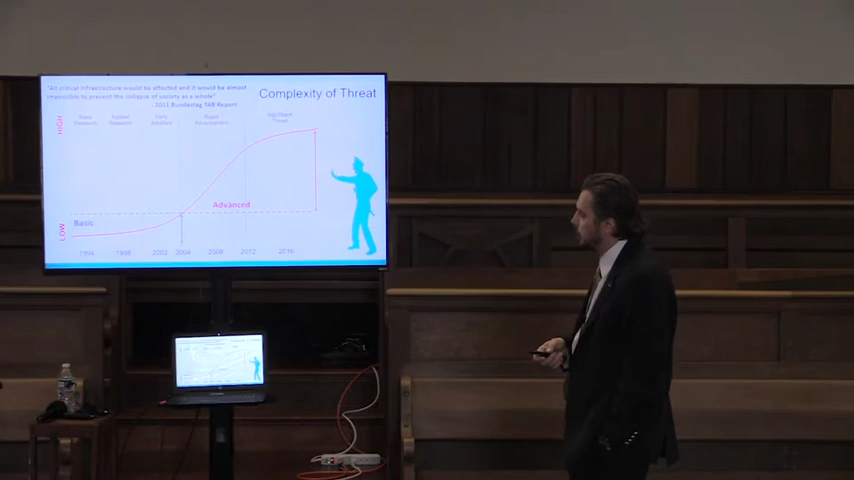 "All critical infrastructure would be affected and it would be almost
impossible to prevent the collapse of society as a whole"
- 2011 Bundestag TAB Report
Complexity of Threat
HIGH
Basic Research
Applied Research
Early Adopters
Rapid Advancement
Significant Threat
Advanced
Basic
LOW
1994 1998 2002 2004 2008 2012 2016